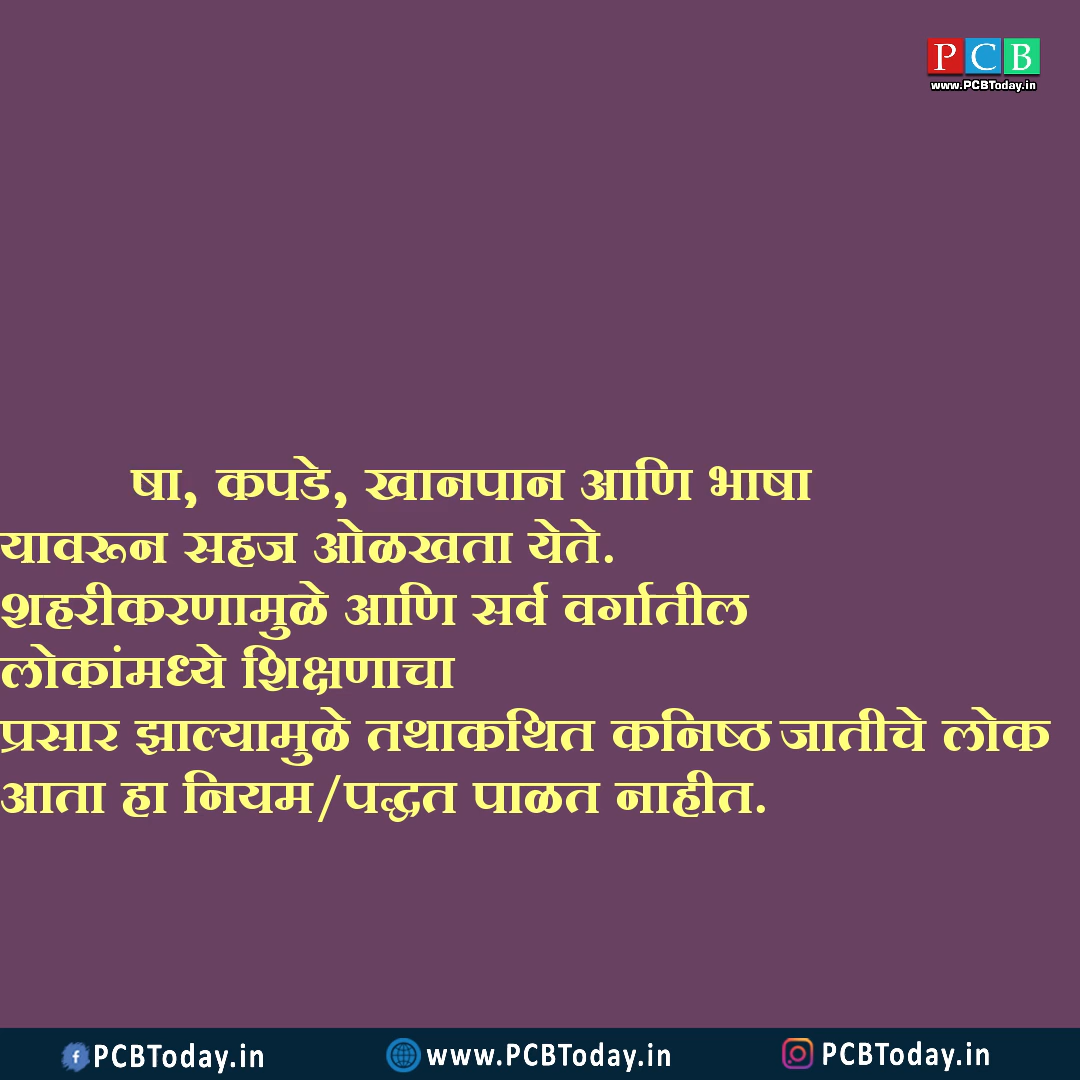 PCB
www.PCBToday.in
षा, कपडे, खानपान आणि भाषा
यावरून सहज ओळखता येते.
शहरीकरणामुळे आणि सर्व वर्गातील
लोकांमध्ये शिक्षणाचा
प्रसार झाल्यामुळे तथाकथित कनिष्ठ जातीचे लोक
आता हा नियम/पद्धत पाळत नाहीत.
PCBToday.in www.PCBToday.in PCBToday.in